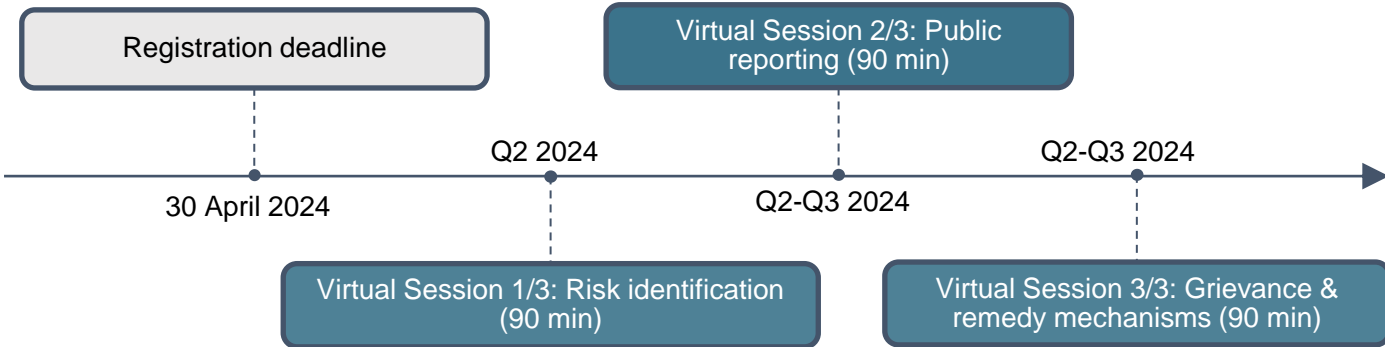 Registration deadline
Virtual Session 2/3: Public
reporting (90 min)
Q2 2024
Q2-Q3 2024
30 April 2024
Q2-Q3 2024
Virtual Session 1/3: Risk identification
(90 min)
Virtual Session 3/3: Grievance &
remedy mechanisms (90 min)